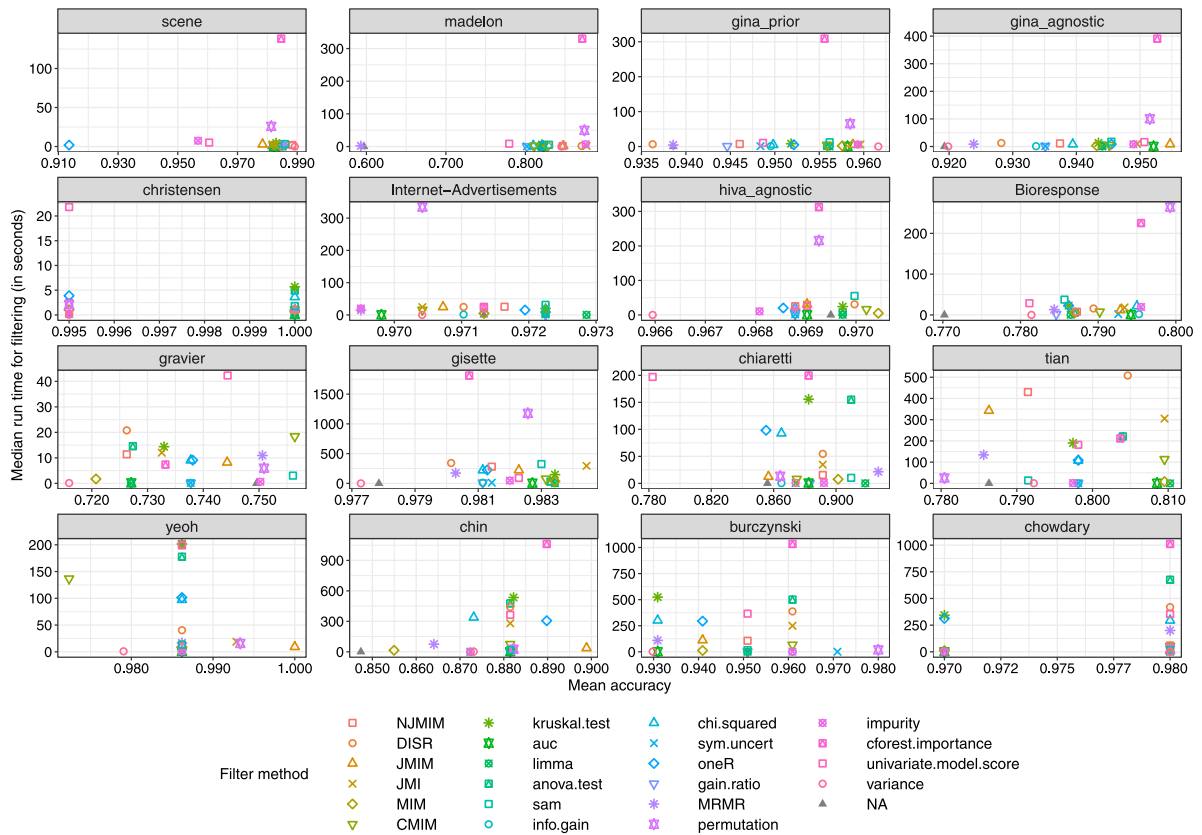 scene madelon gina_prior gina_agnostic
100 75 50 25 0
0.910 0.930 0.950 0.970 0.990
300 200 100 0
0.600 0.700 0.800
300 200 100 0
0.935 0.940 0.945 0.950 0.955 0.960
400 300 200 100 0
0.920 0.930 0.940 0.950
christensen Internet−Advertisements hiva_agnostic Bioresponse
20 15 10 5 0
0.995 0.996 0.997 0.998 0.999 1.000
300 200 100 0
0.970 0.971 0.972 0.973
300 200 100 0
0.966 0.967 0.968 0.969 0.970
200 100 0
0.770 0.780 0.790 0.800
Median run time for filtering (in seconds)
gravier gisette chiaretti tian
40 30 20 10 0
0.720 0.730 0.740 0.750
1500 1000 500 0
0.977 0.979 0.981 0.983
200 150 100 50 0
0.780 0.820 0.860 0.900
500 400 300 200 100 0
0.780 0.790 0.800 0.810
yeoh chin burczynski chowdary
200 150 100 50 0
0.980 0.990 1.000
900 600 300 0
0.850 0.860 0.870 0.880 0.890 0.900
1000 750 500 250 0
0.930 0.940 0.950 0.960 0.970 0.980
1000 750 500 250 0
0.970 0.972 0.975 0.977 0.980
Mean accuracy
Filter method
NJMIM
DISR
JMIM
JMI
MIM
CMIM
kruskal.test
auc
limma
anova.test
sam
info.gain
chi.squared
sym.uncert
oneR
gain.ratio
MRMR
permutation
impurity
cforest.importance
univariate.model.score
variance
NA